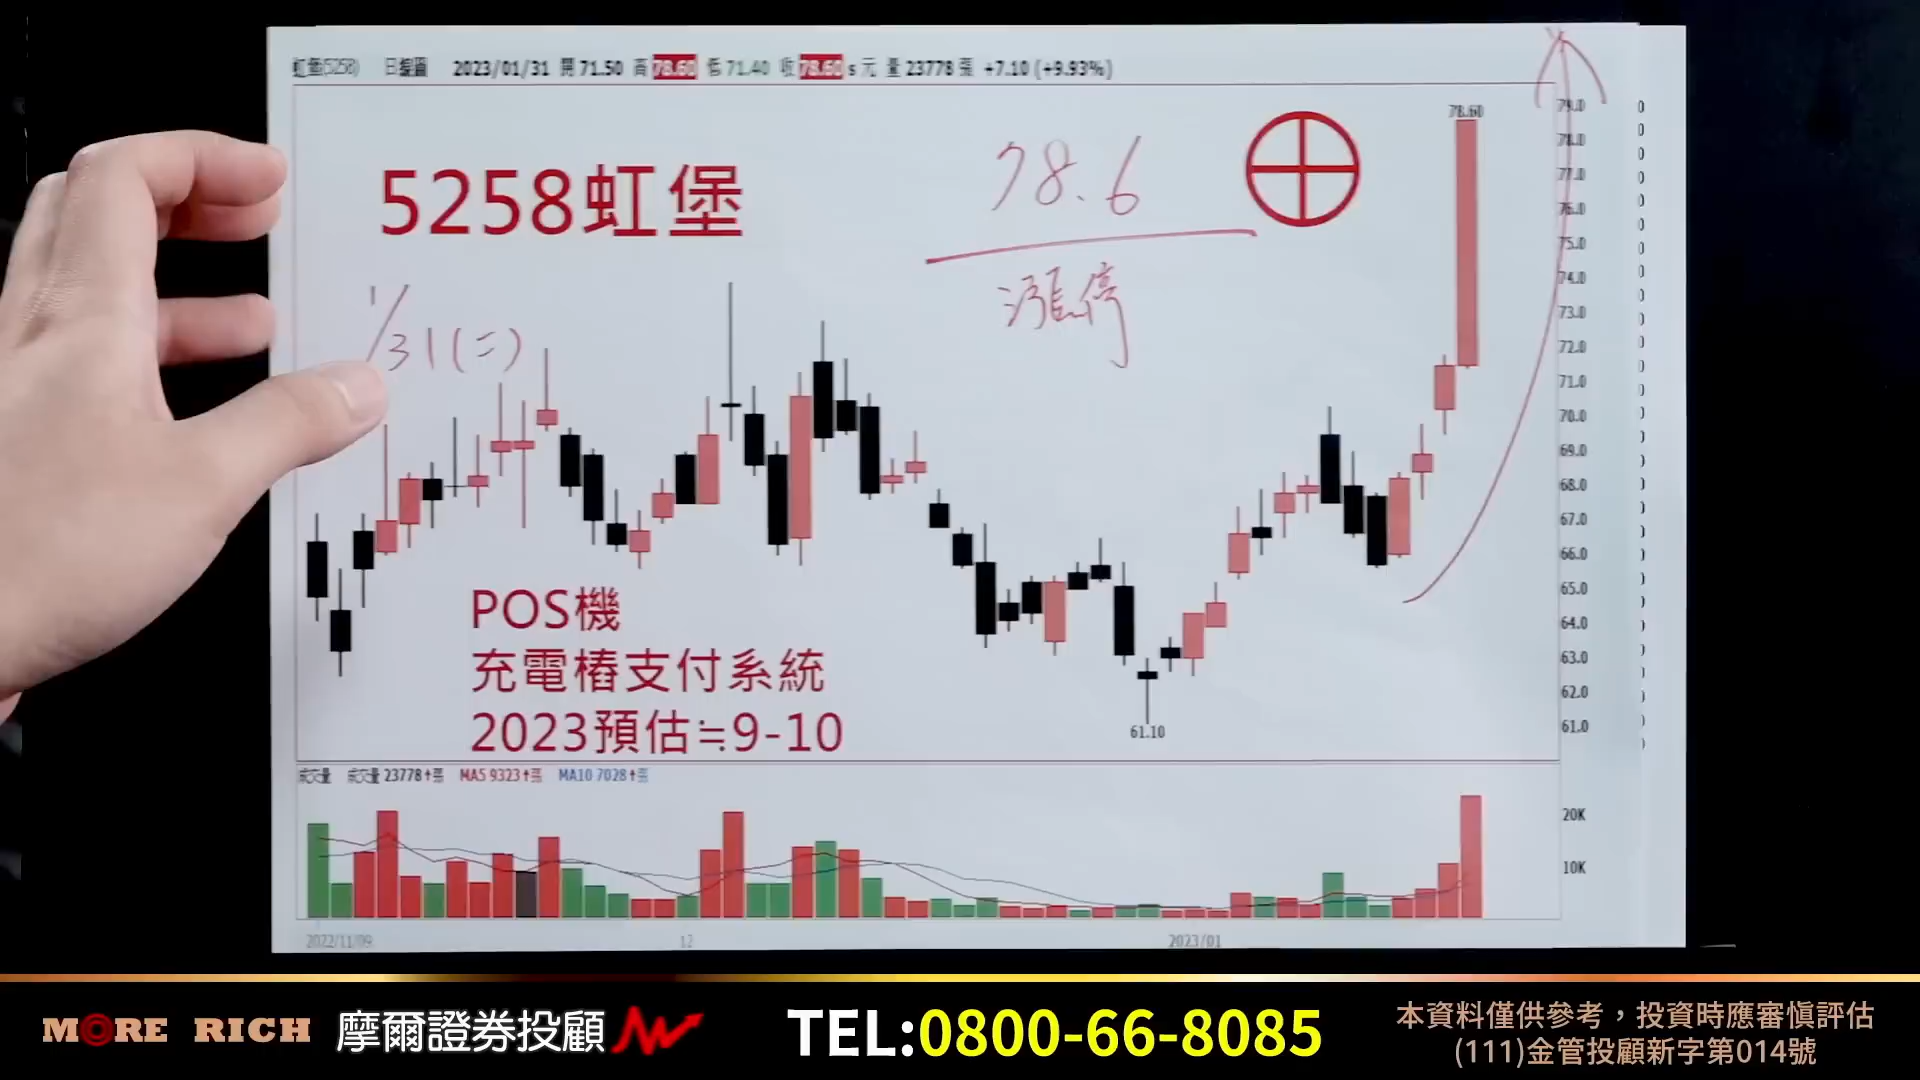 虹堡(5258) 日線圖 2023/01/31 開 71.50 高 78.60 低 71.40 收 78.60 s 元 量 23778 張 +7.10 (+9.93%)
78.60
5258虹堡
78.6
漲停
1/31(二)
POS機
充電樁支付系統
2023預估≒9-10
61.10
79.0
78.0
77.0
76.0
75.0
74.0
73.0
72.0
71.0
70.0
69.0
68.0
67.0
66.0
65.0
64.0
63.0
62.0
61.0
成交量 成交量 23778↑張 MA5 9323↑張 MA10 7028↑張
20K
10K
2022/11/09 12 2023/01
MORE RICH 摩爾證券投顧 TEL:0800-66-8085
本資料僅供參考，投資時應審慎評估
(111)金管投顧新字第014號